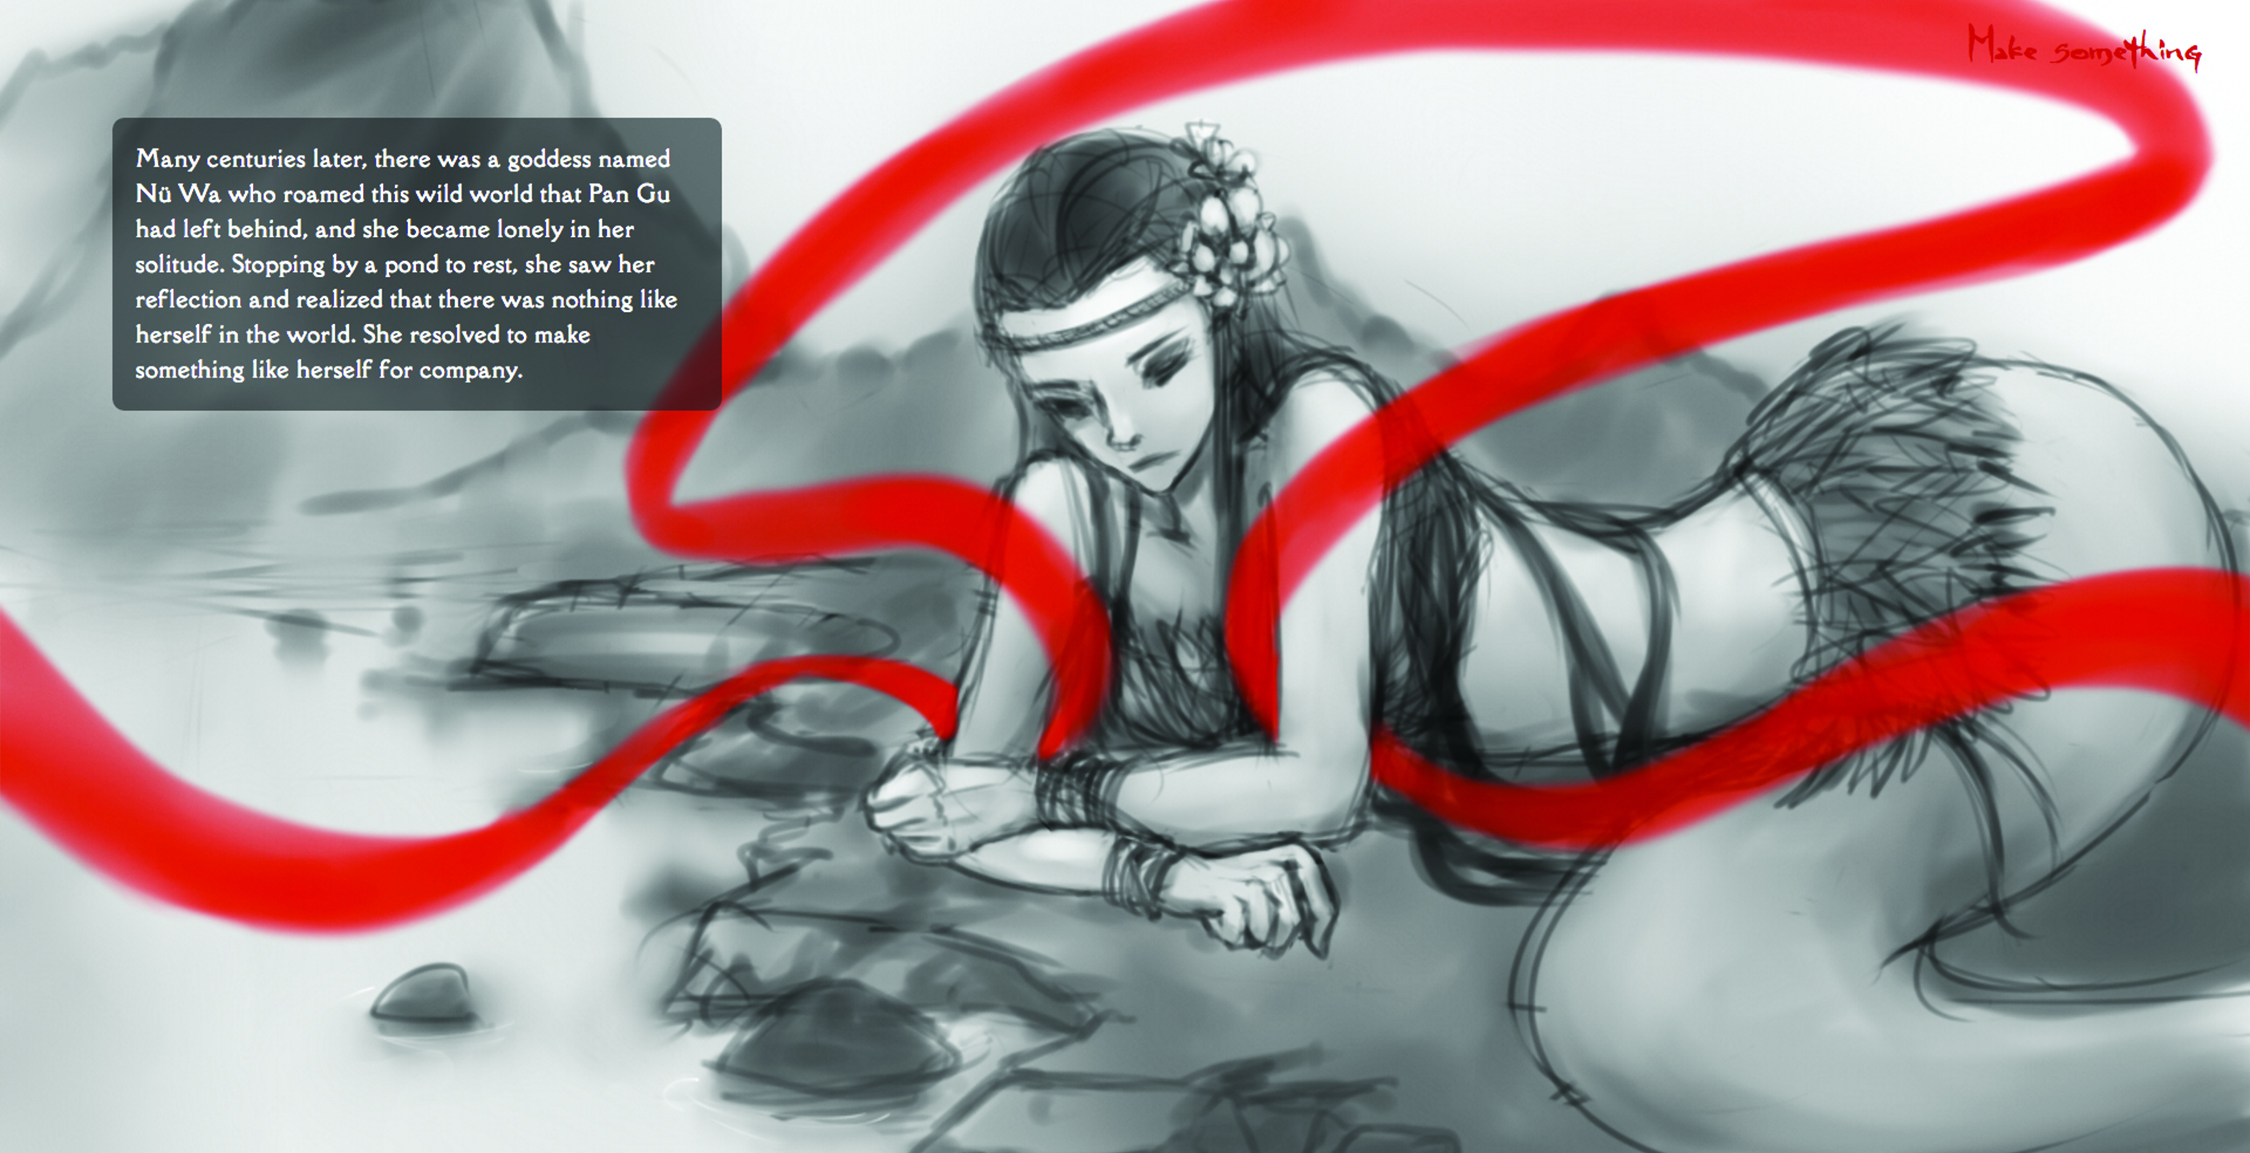 Make something
Many centuries later, there was a goddess named
Nü Wa who roamed this wild world that Pan Gu
had left behind, and she became lonely in her
solitude. Stopping by a pond to rest, she saw her
reflection and realized that there was nothing like
herself in the world. She resolved to make
something like herself for company.